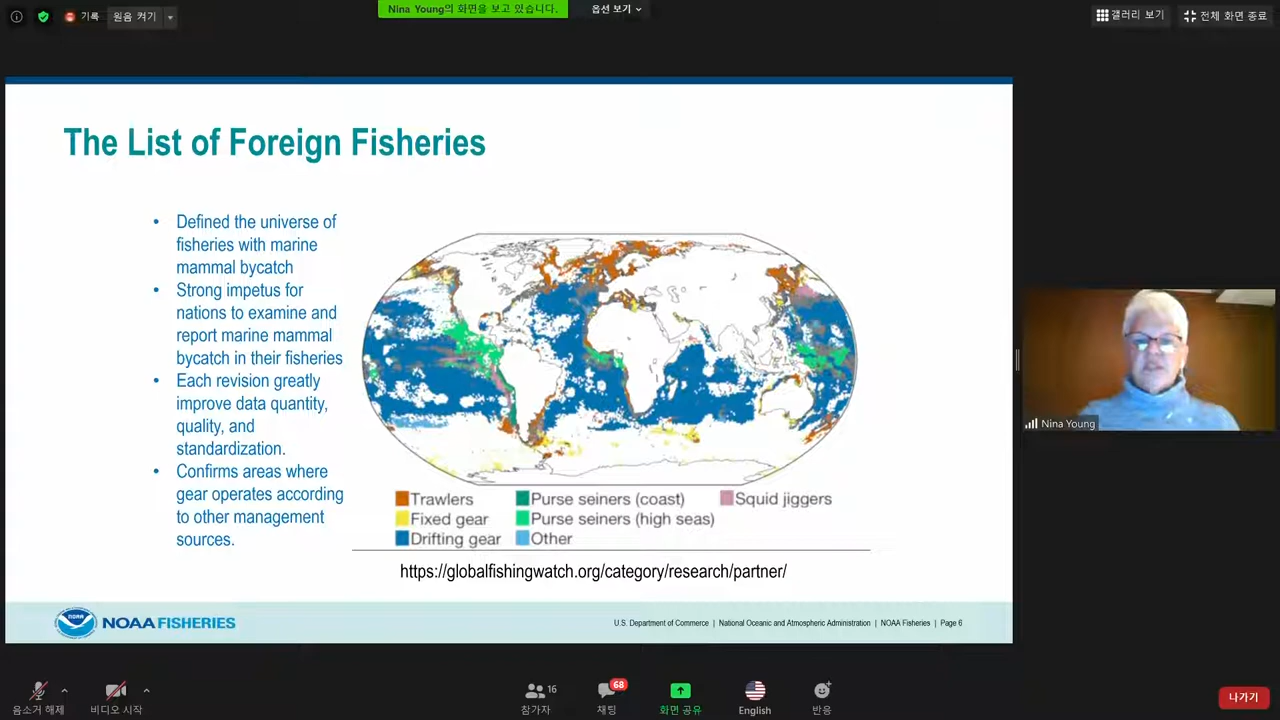 기록
원음 켜기
Nina Young의 화면을 보고 있습니다.
옵션 보기
갤러리 보기
전체 화면 종료
The List of Foreign Fisheries
• Defined the universe of
fisheries with marine
mammal bycatch
• Strong impetus for
nations to examine and
report marine mammal
bycatch in their fisheries
• Each revision greatly
improve data quantity,
quality, and
standardization.
• Confirms areas where
gear operates according
to other management
sources.
Trawlers
Purse seiners (coast)
Squid jiggers
Fixed gear
Purse seiners (high seas)
Drifting gear
Other
https://globalfishingwatch.org/category/research/partner/
NOAA
NOAA FISHERIES
U.S. Department of Commerce | National Oceanic and Atmospheric Administration | NOAA Fisheries | Page 6
Nina Young
음소거 해제
비디오 시작
16
참가자
68
채팅
화면 공유
English
반응
나가기